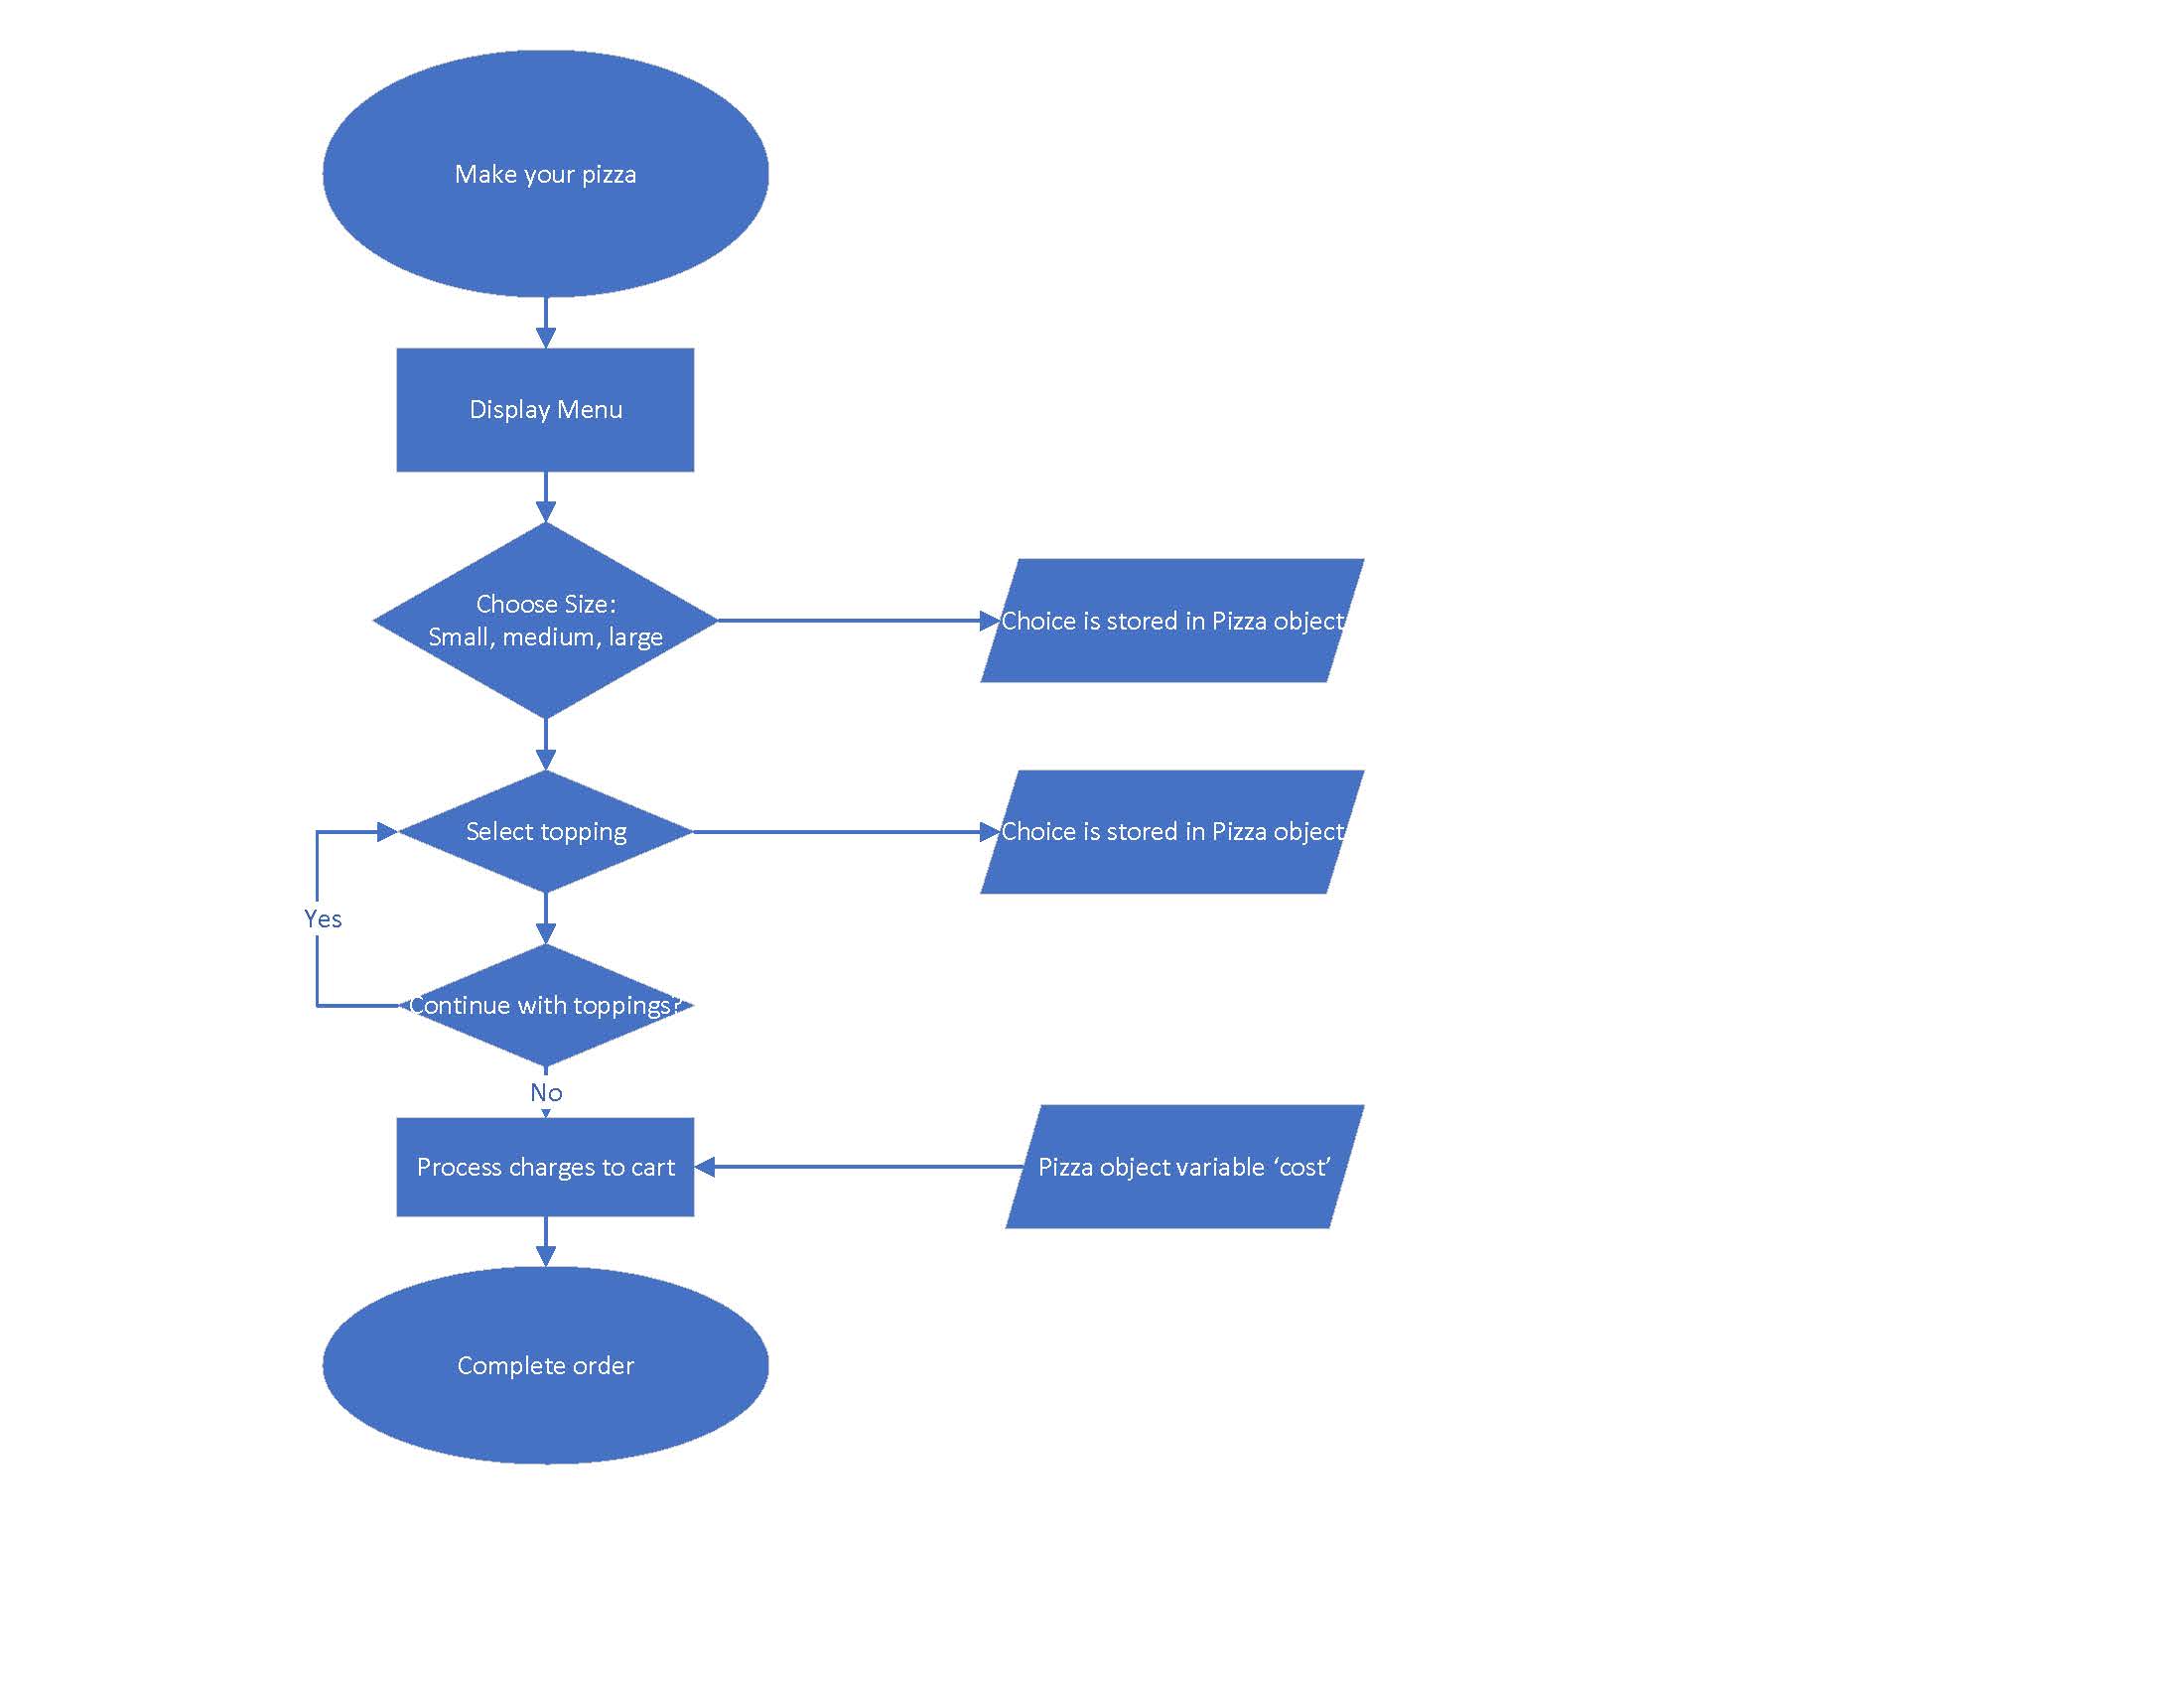 Make your pizza
Display Menu
Choose Size:
Small, medium, large
Choice is stored in Pizza object
Select topping
Choice is stored in Pizza object
Yes
Continue with toppings?
No
Process charges to cart
Pizza object variable ‘cost’
Complete order